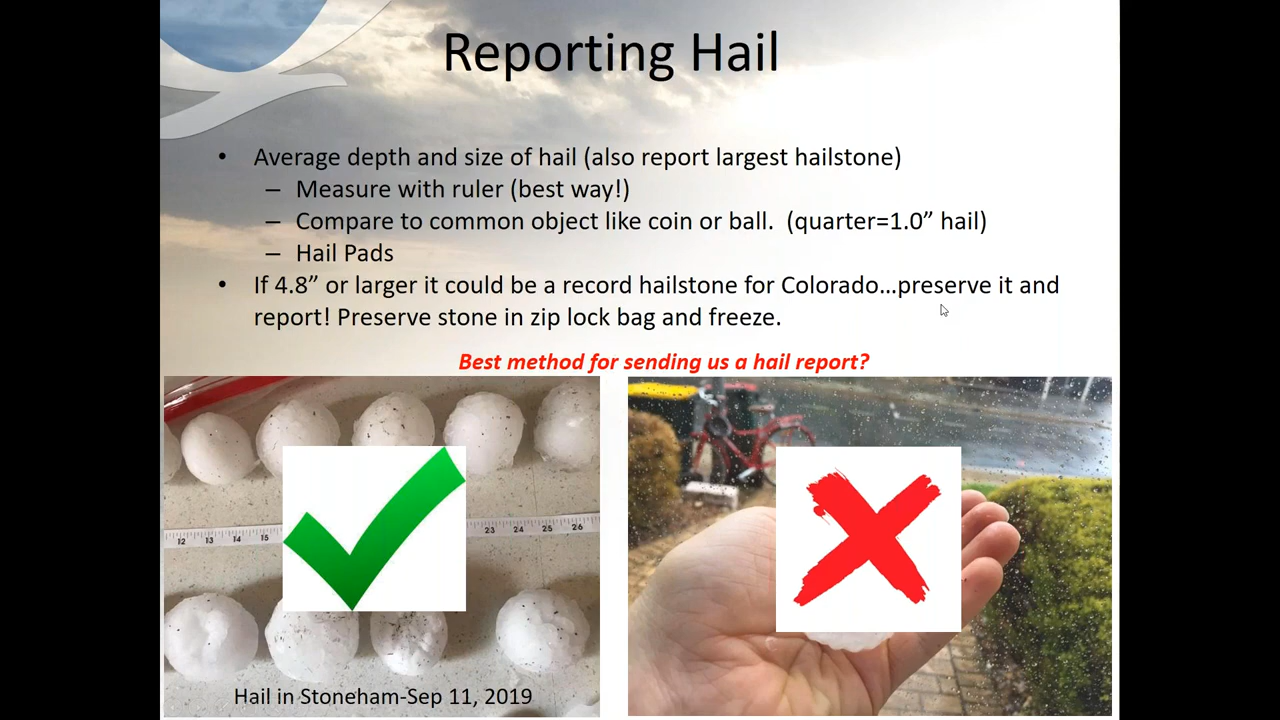 Reporting Hail
• Average depth and size of hail (also report largest hailstone)
– Measure with ruler (best way!)
– Compare to common object like coin or ball.  (quarter=1.0” hail)
– Hail Pads
• If 4.8” or larger it could be a record hailstone for Colorado…preserve it and
report! Preserve stone in zip lock bag and freeze.
Best method for sending us a hail report?
12 13 14 15 23 24 25 26
Hail in Stoneham-Sep 11, 2019